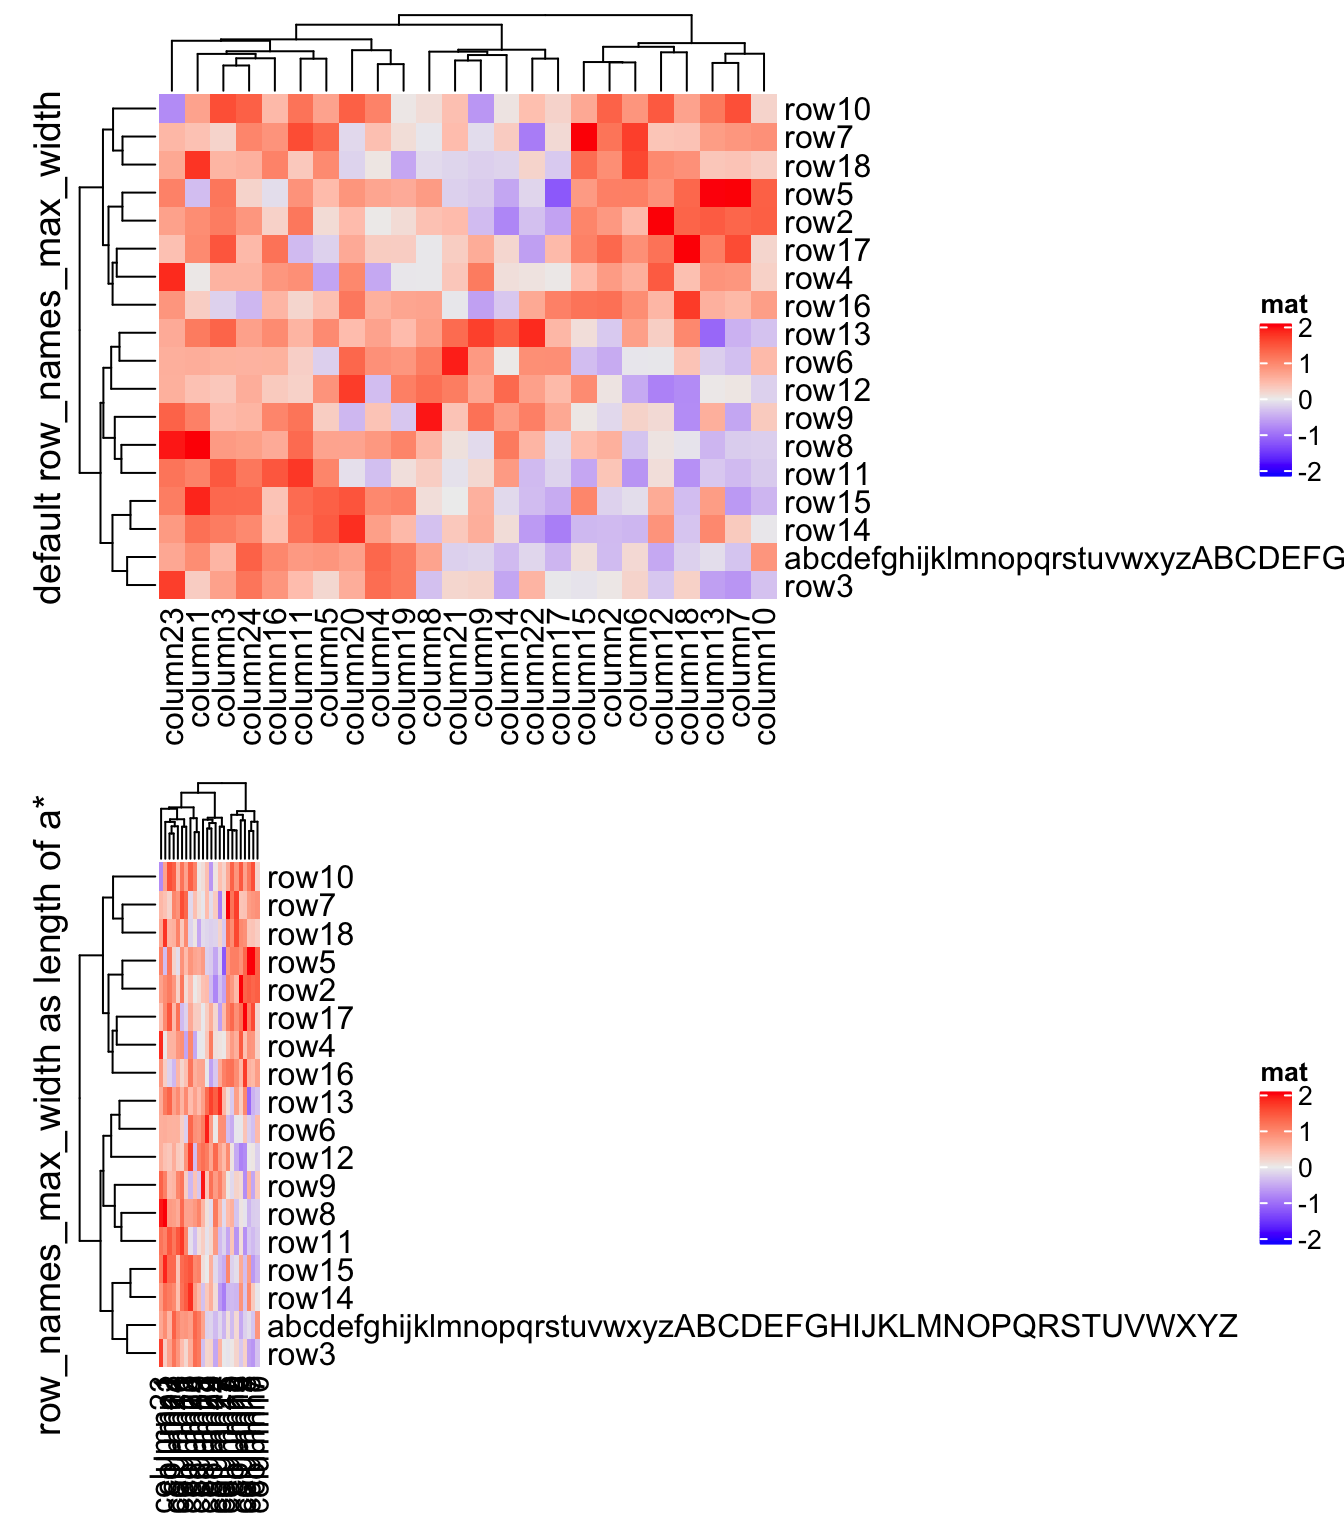 default row_names_max_width
row10
row7
row18
row5
row2
row17
row4
row16
row13
row6
row12
row9
row8
row11
row15
row14
abcdefghijklmnopqrstuvwxyzABCDEFG
row3
column23
column1
column3
column24
column16
column11
column5
column20
column4
column19
column8
column21
column9
column14
column22
column17
column15
column2
column6
column12
column18
column13
column7
column10
mat
2
1
0
-1
-2
row_names_max_width as length of a*
row10
row7
row18
row5
row2
row17
row4
row16
row13
row6
row12
row9
row8
row11
row15
row14
abcdefghijklmnopqrstuvwxyzABCDEFGHIJKLMNOPQRSTUVWXYZ
row3
mat
2
1
0
-1
-2